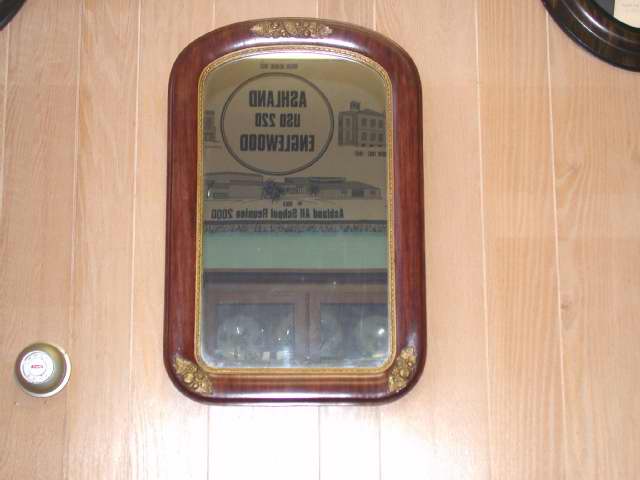 ASHLAND
USD 220
ENGLEWOOD
Ashland All School Reunion 2000